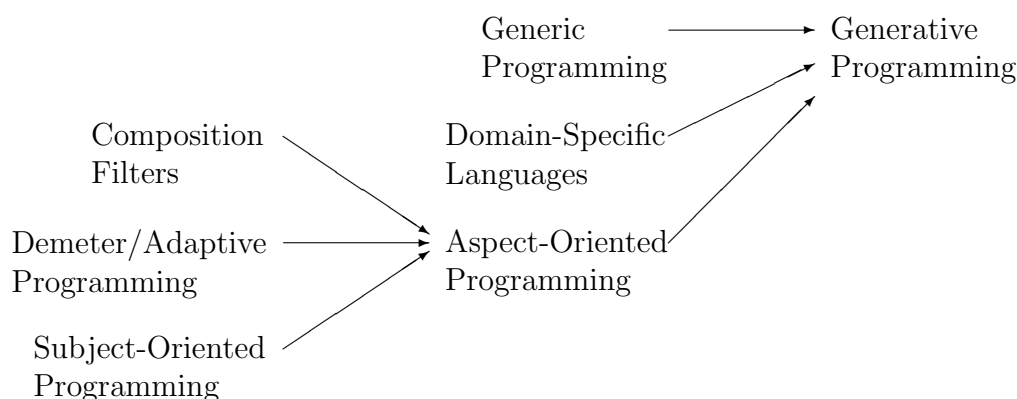 Generic
Programming
Generative
Programming
Composition
Filters
Domain-Specific
Languages
Demeter/Adaptive
Programming
Aspect-Oriented
Programming
Subject-Oriented
Programming